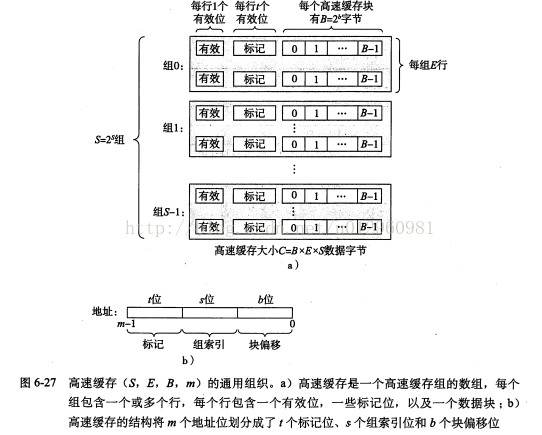 每行1个 每行t个 每个高速缓存块
有效位 有效位 有B=2ᵇ字节
有效 标记 0 1 … B-1
组0: ⋮ 每组E行
有效 标记 0 1 … B-1
有效 标记 0 1 … B-1
组1: ⋮
有效 标记 0 1 … B-1
S=2ˢ组
⋮
有效 标记 0 1 … B-1
组S-1: ⋮
有效 标记 0 1 … B-1
高速缓存大小C=B×E×S数据字节
a)
t位 s位 b位
地址:
m-1 0
标记 组索引 块偏移
b)
图 6-27 高速缓存(S, E, B, m)的通用组织。a)高速缓存是一个高速缓存组的数组,每个
组包含一个或多个行,每个行包含一个有效位,一些标记位,以及一个数据块;b)
高速缓存的结构将 m 个地址位划分成了 t 个标记位、s 个组索引位和 b 个块偏移位